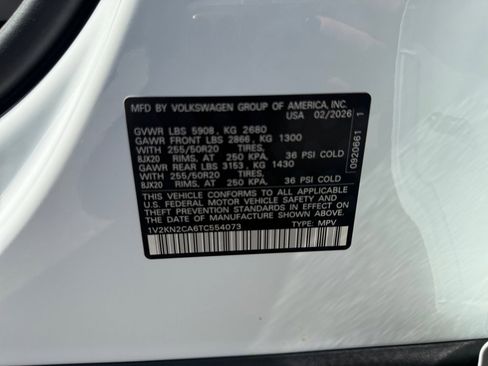 MFD BY VOLKSWAGEN GROUP OF AMERICA, INC.
USA 02/2026
GVWR LBS 5908, KG 2680
GAWR FRONT LBS 2866, KG 1300
WITH 255/50R20 TIRES,
8JX20 RIMS, AT 250 KPA, 36 PSI COLD
GAWR REAR LBS 3153, KG 1430
WITH 255/50R20 TIRES,
8JX20 RIMS, AT 250 KPA, 36 PSI COLD
THIS VEHICLE CONFORMS TO ALL APPLICABLE
U.S. FEDERAL MOTOR VEHICLE SAFETY AND
THEFT PREVENTION STANDARDS IN EFFECT ON
THE DATE OF MANUFACTURE SHOWN ABOVE.
1V2KN2CA6TC554073 TYPE: MPV
0920661 1